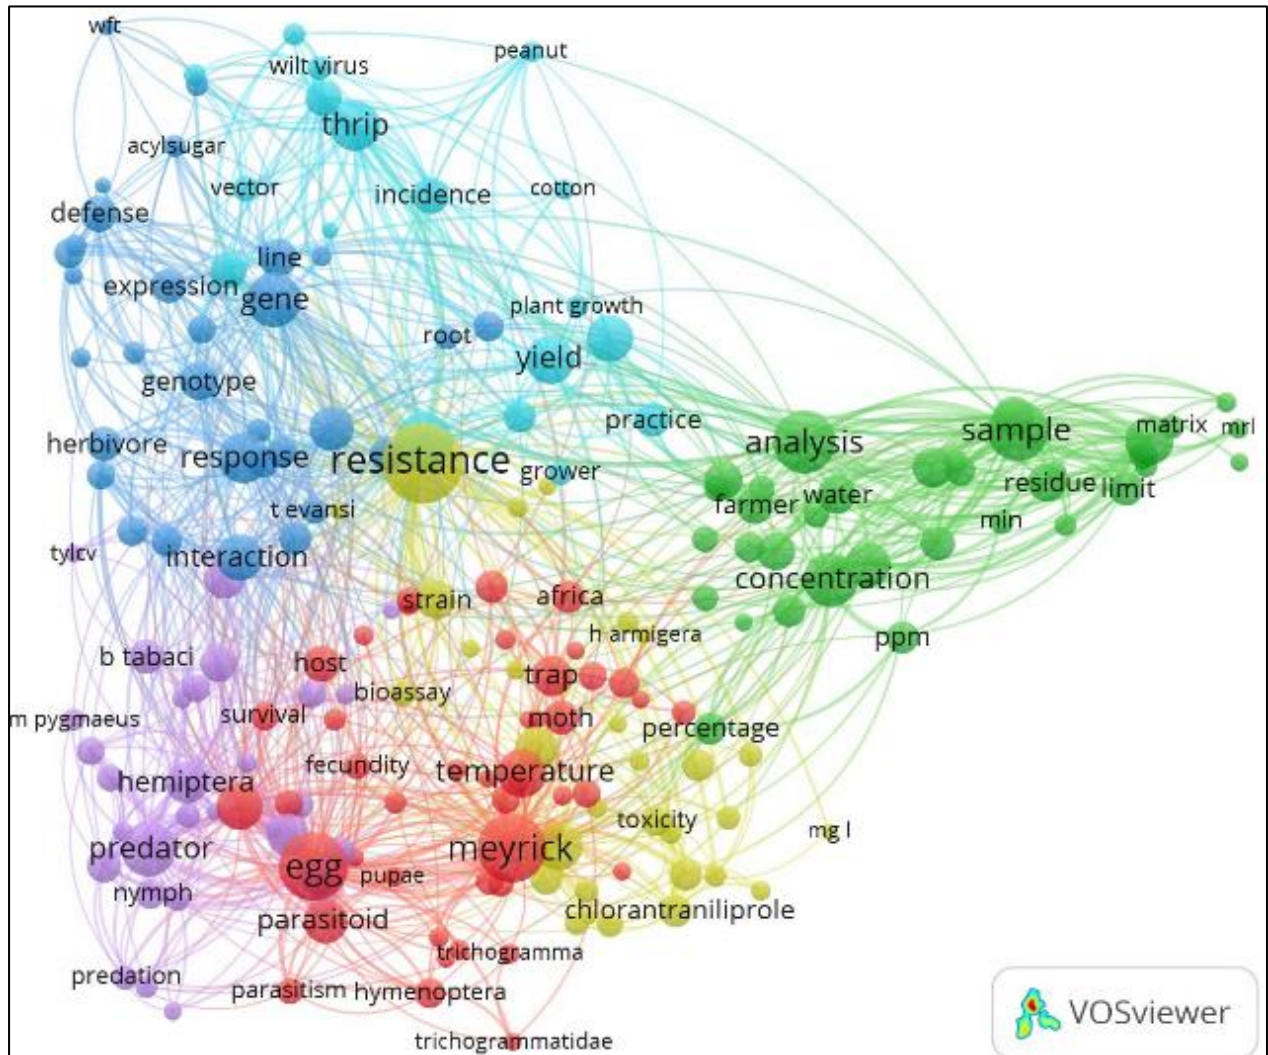 wft
wilt virus
peanut
thrip
acylsugar
vector
incidence
cotton
defense
line
expression
gene
plant growth
root
yield
genotype
practice
herbivore
response
resistance
grower
analysis
sample
matrix
mrl
t evansi
farmer
water
residue
limit
min
tylcv
interaction
strain
africa
concentration
h armigera
ppm
b tabaci
host
trap
bioassay
m pygmaeus
survival
moth
percentage
hemiptera
fecundity
temperature
toxicity
mg l
predator
egg
pupae
meyrick
nymph
parasitoid
chlorantraniliprole
trichogramma
predation
parasitism
hymenoptera
trichogrammatidae
VOSviewer